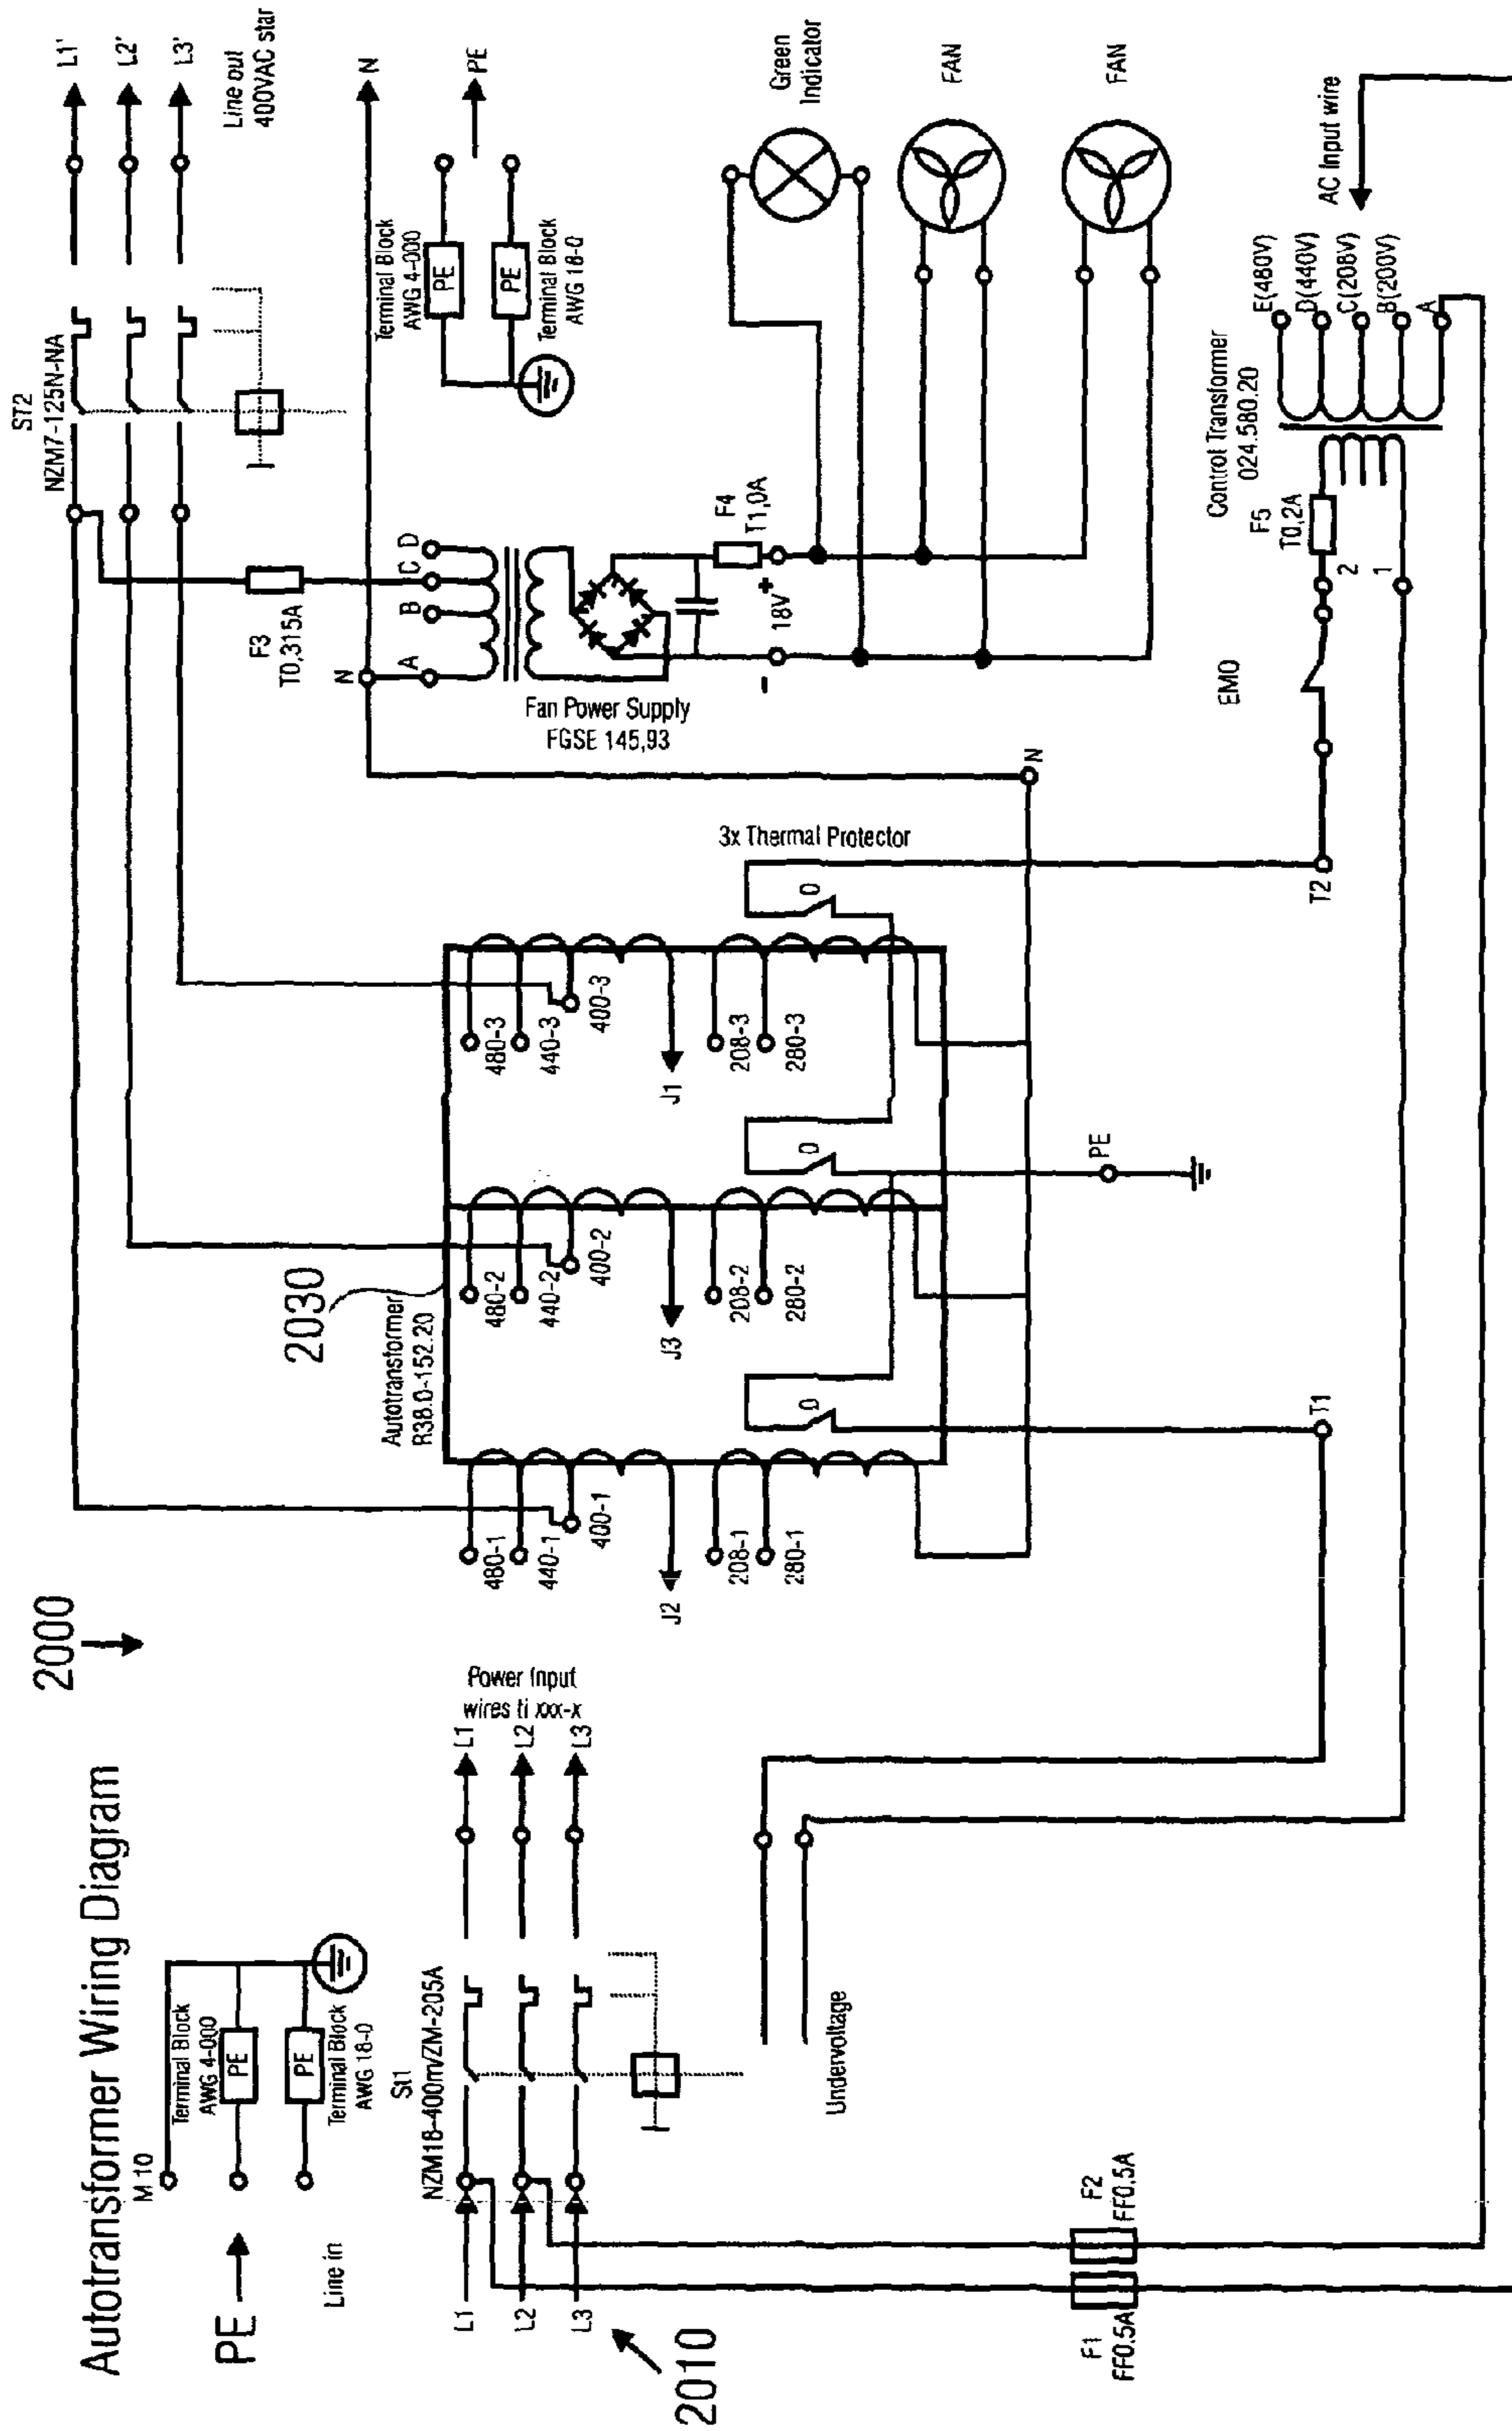 Autotransformer Wiring Diagram
2000
PE
Line in
M 10
Terminal Block
AWG 4-000
PE
PE
Terminal Block
AWG 18-0
St1
NZM18-400m/ZM-205A
L1
L2
L3
2010
Power Input
wires ti xxx-x
L1
L2
L3
Undervoltage
F1
FF0.5A
F2
FF0.5A
2030
Autotransformer
R38.0-152.20
480-1
440-1
400-1
J2
208-1
280-1
480-2
440-2
400-2
J3
208-2
280-2
480-3
440-3
400-3
J1
208-3
280-3
3x Thermal Protector
T1
PE
T2
N
ST2
NZM7-125N-NA
L1'
L2'
L3'
Line out
400VAC star
N
F3
T0,315A
N
A
B
C
D
Fan Power Supply
FGSE 145,93
Terminal Block
AWG 4-000
PE
PE
Terminal Block
AWG 18-0
PE
F4
T1,0A
-
18V
+
Green
Indicator
FAN
FAN
EMO
F5
T0,2A
2
1
Control Transformer
024.580.20
E(480V)
D(440V)
C(208V)
B(200V)
A
AC Input wire